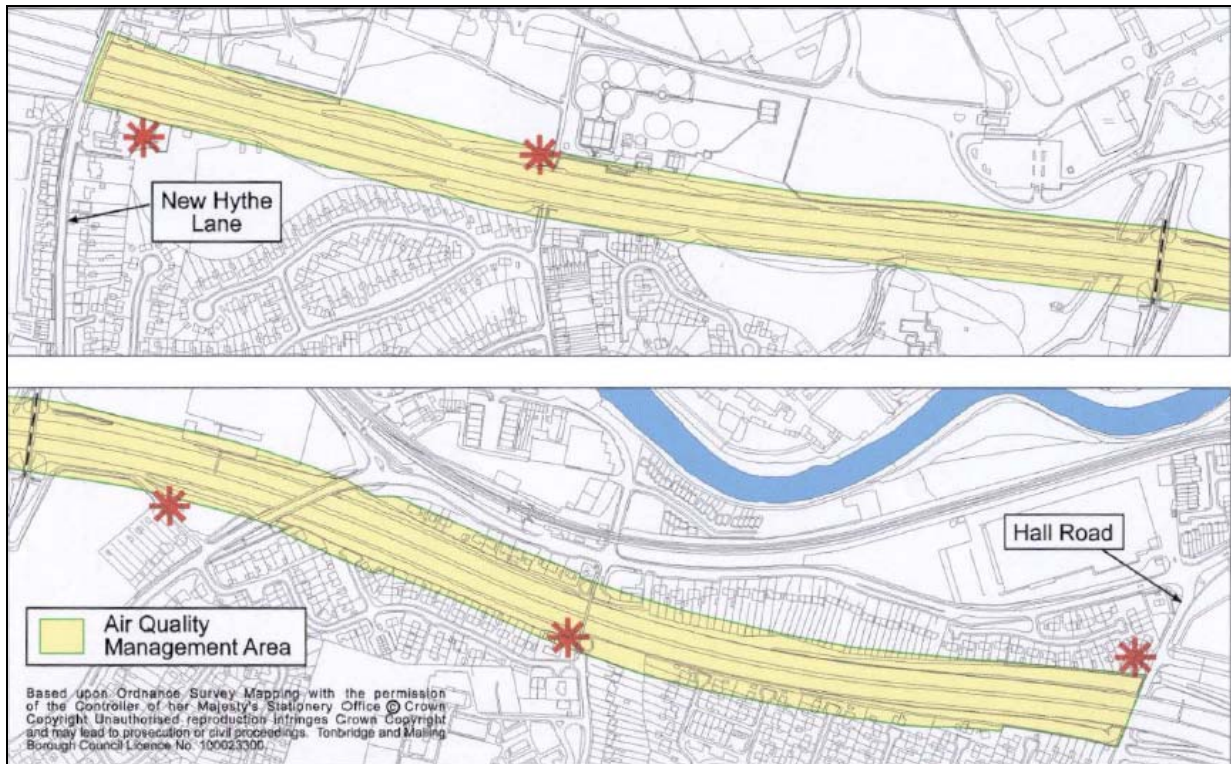 New Hythe
Lane
Hall Road
Air Quality
Management Area
Based upon Ordnance Survey Mapping with the permission
of the Controller of her Majesty's Stationery Office © Crown
Copyright Unauthorised reproduction infringes Crown Copyright
and may lead to prosecution or civil proceedings. Tonbridge and Malling
Borough Council Licence No. 100023300.